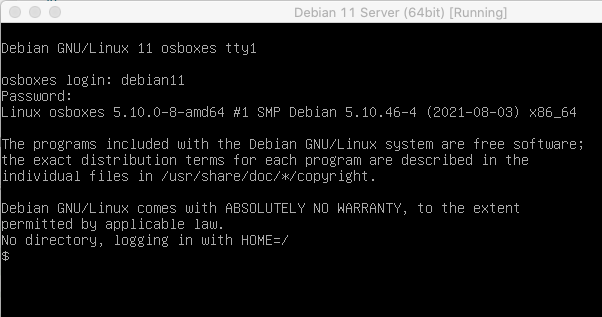 Debian 11 Server (64bit) [Running]
Debian GNU/Linux 11 osboxes tty1
osboxes login: debian11
Password:
Linux osboxes 5.10.0-8-amd64 #1 SMP Debian 5.10.46-4 (2021-08-03) x86_64
The programs included with the Debian GNU/Linux system are free software;
the exact distribution terms for each program are described in the
individual files in /usr/share/doc/*/copyright.
Debian GNU/Linux comes with ABSOLUTELY NO WARRANTY, to the extent
permitted by applicable law.
No directory, logging in with HOME=/
$